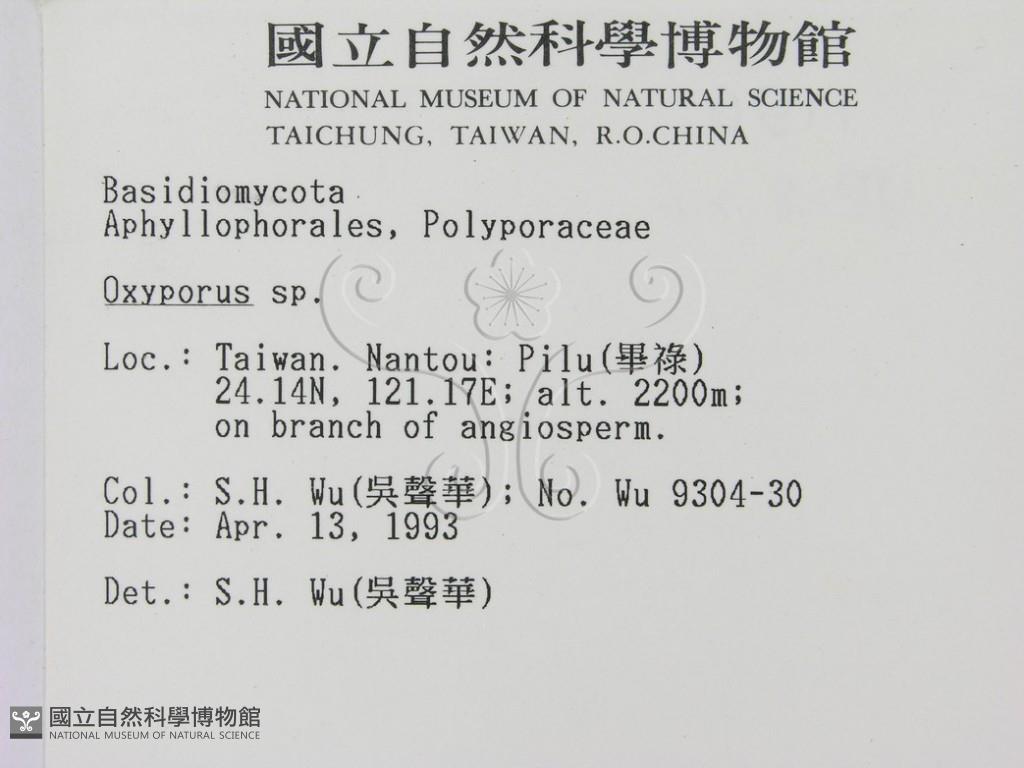 國立自然科學博物館
NATIONAL MUSEUM OF NATURAL SCIENCE
TAICHUNG, TAIWAN, R.O.CHINA
Basidiomycota
Aphyllophorales, Polyporaceae
Oxyporus sp.
Loc.: Taiwan. Nantou: Pilu(畢祿)
24.14N, 121.17E; alt. 2200m;
on branch of angiosperm.
Col.: S.H. Wu(吳聲華); No. Wu 9304-30
Date: Apr. 13, 1993
Det.: S.H. Wu(吳聲華)
國立自然科學博物館
NATIONAL MUSEUM OF NATURAL SCIENCE